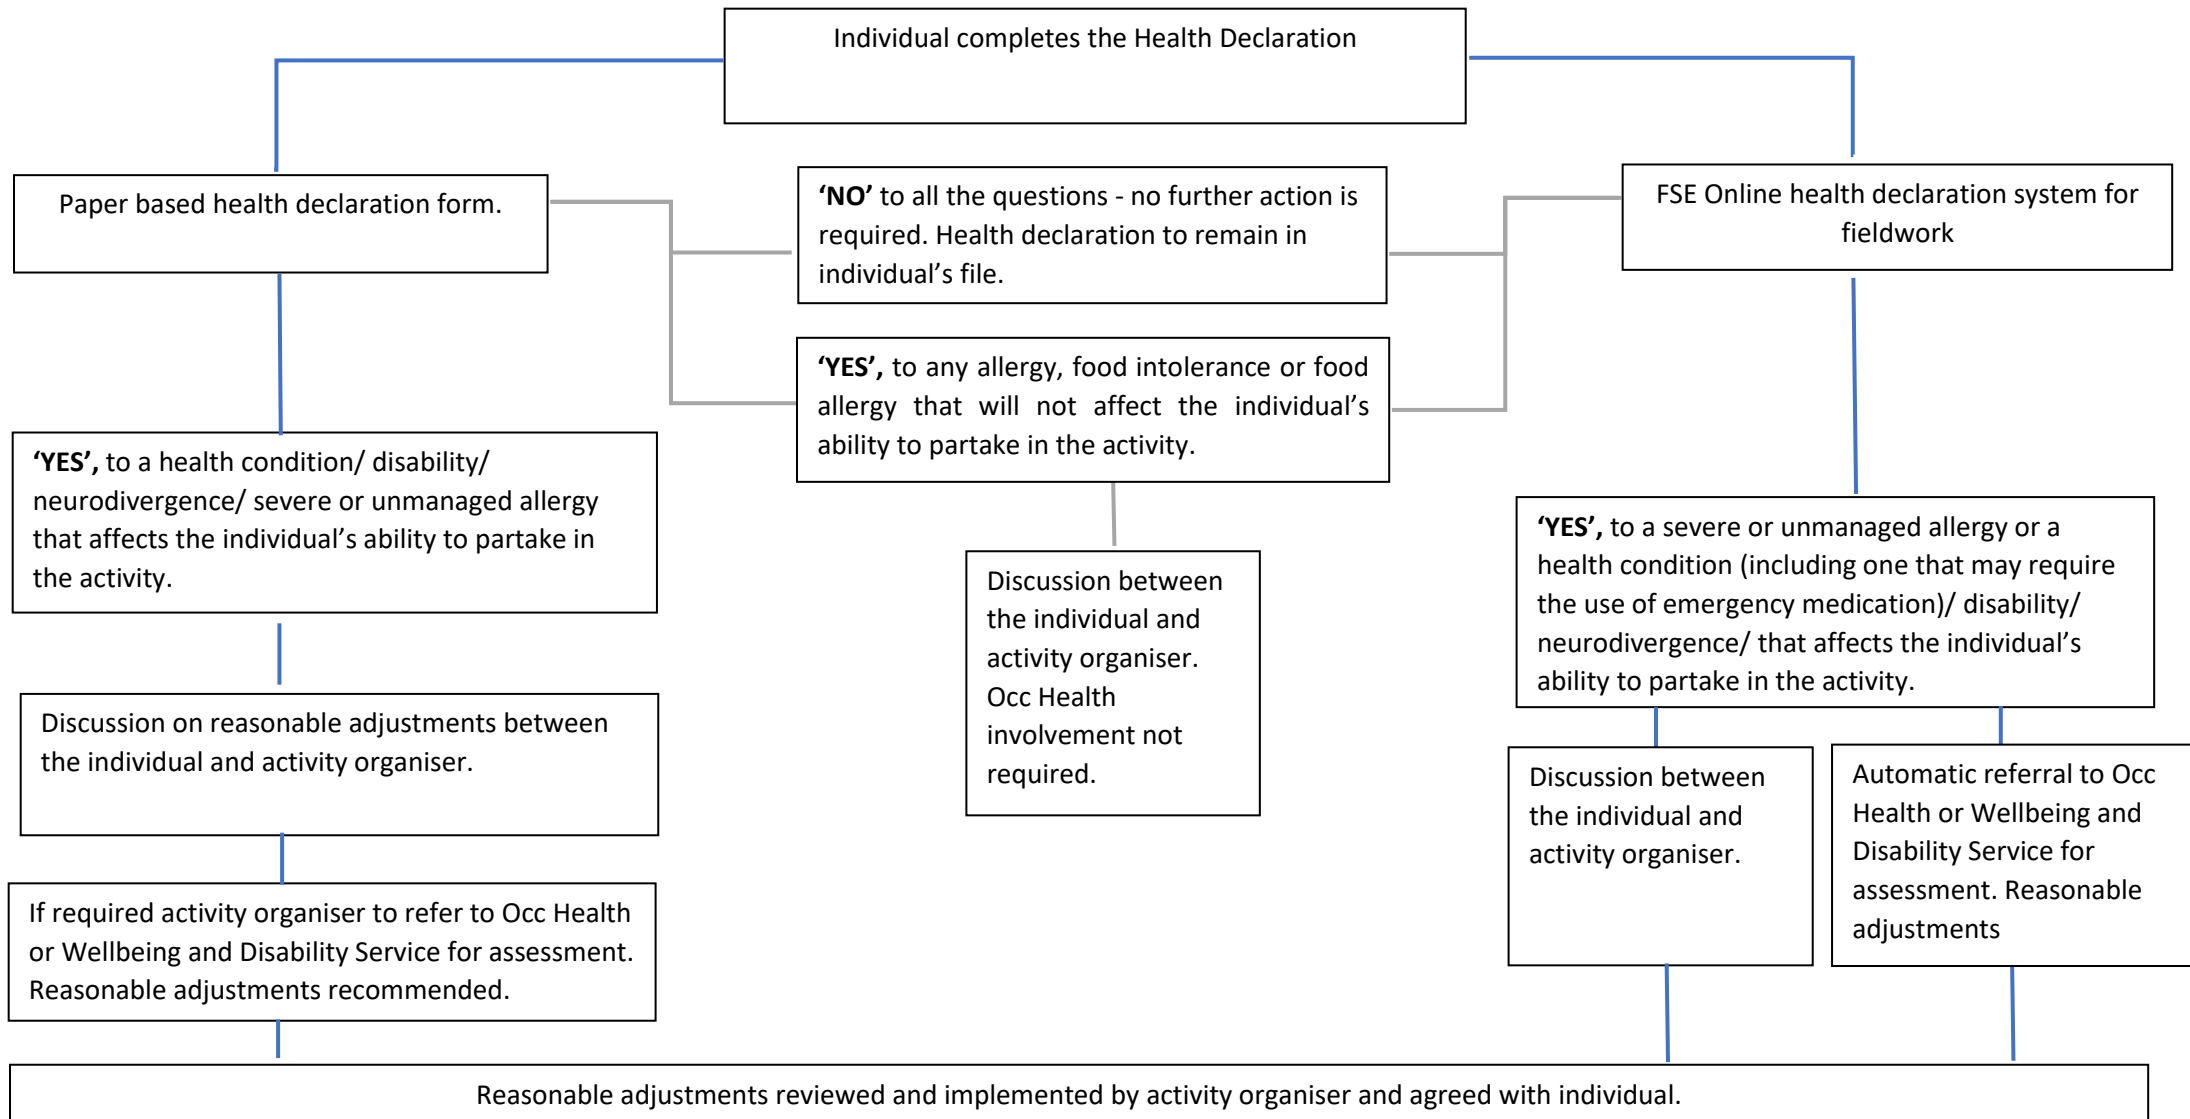 Individual completes the Health Declaration
Paper based health declaration form.
‘NO’ to all the questions - no further action is
required. Health declaration to remain in
individual’s file.
FSE Online health declaration system for
fieldwork
‘YES’, to any allergy, food intolerance or food
allergy that will not affect the individual’s
ability to partake in the activity.
‘YES’, to a health condition/ disability/
neurodivergence/ severe or unmanaged allergy
that affects the individual’s ability to partake in
the activity.
Discussion between
the individual and
activity organiser.
Occ Health
involvement not
required.
‘YES’, to a severe or unmanaged allergy or a
health condition (including one that may require
the use of emergency medication)/ disability/
neurodivergence/ that affects the individual’s
ability to partake in the activity.
Discussion on reasonable adjustments between
the individual and activity organiser.
Discussion between
the individual and
activity organiser.
Automatic referral to Occ
Health or Wellbeing and
Disability Service for
assessment. Reasonable
adjustments
If required activity organiser to refer to Occ Health
or Wellbeing and Disability Service for assessment.
Reasonable adjustments recommended.
Reasonable adjustments reviewed and implemented by activity organiser and agreed with individual.